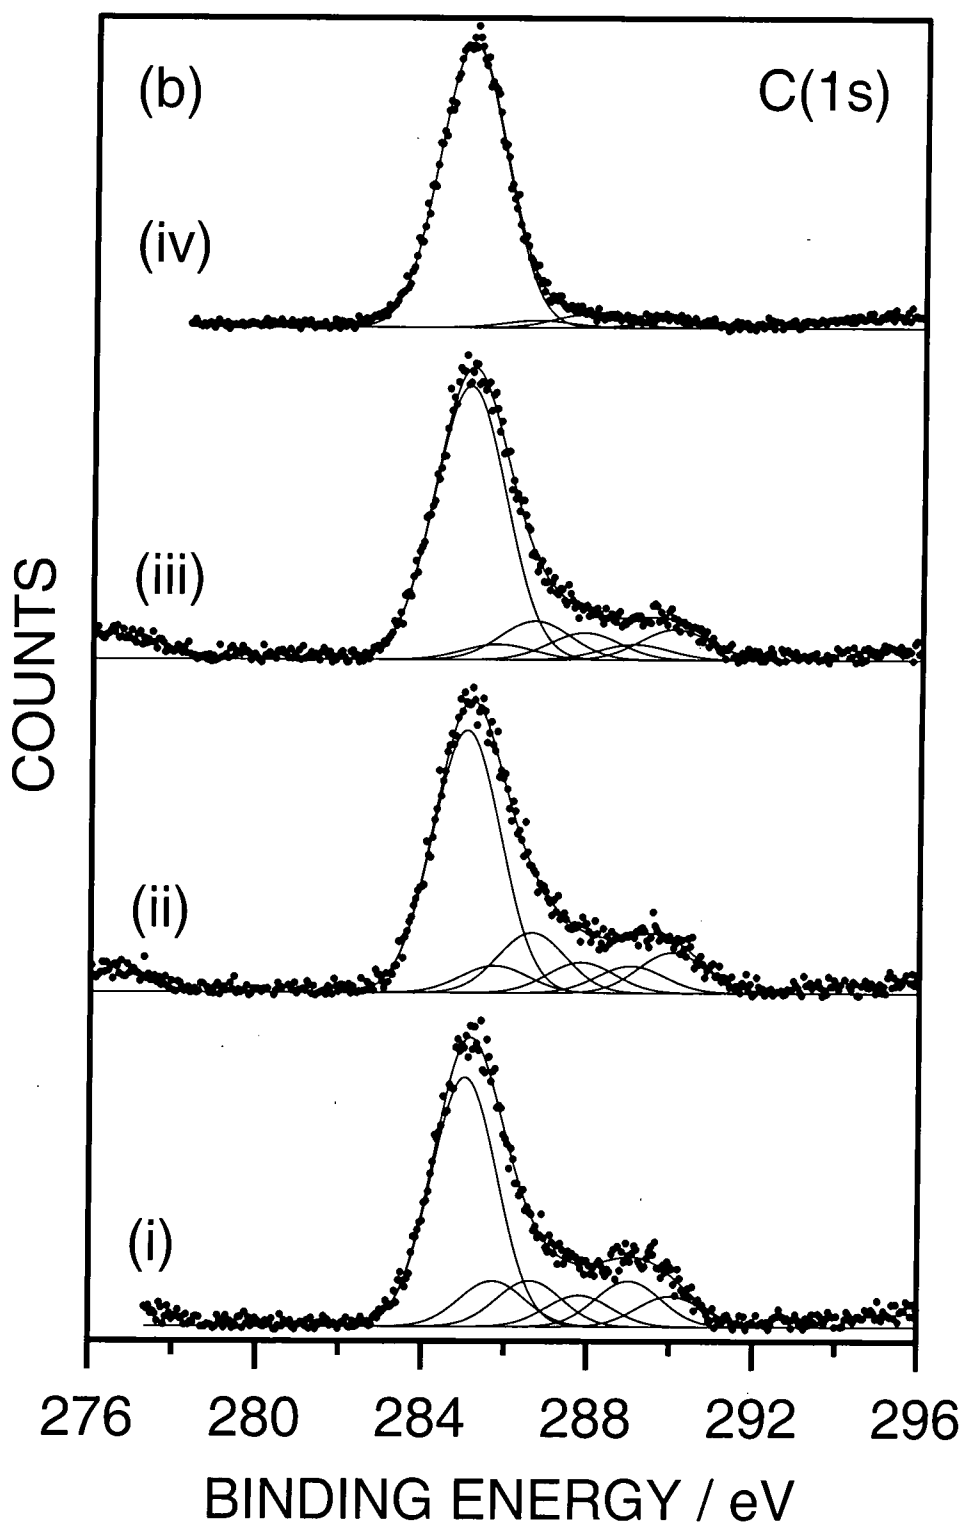 (b)
C(1s)
(iv)
(iii)
(ii)
(i)
COUNTS
276 280 284 288 292 296
BINDING ENERGY / eV